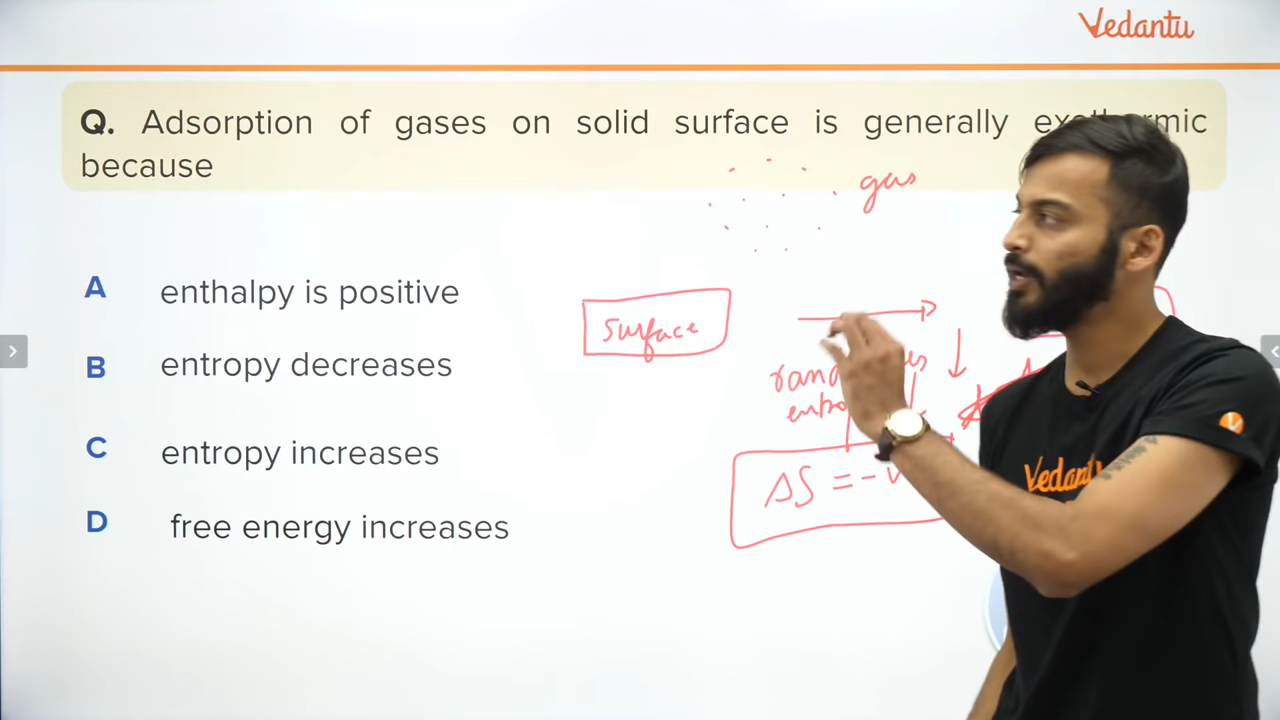 Vedantu
Q. Adsorption of gases on solid surface is generally
because
gas
A enthalpy is positive
surface
B entropy decreases
C entropy increases
ΔS = -v
D free energy increases
Vedantu